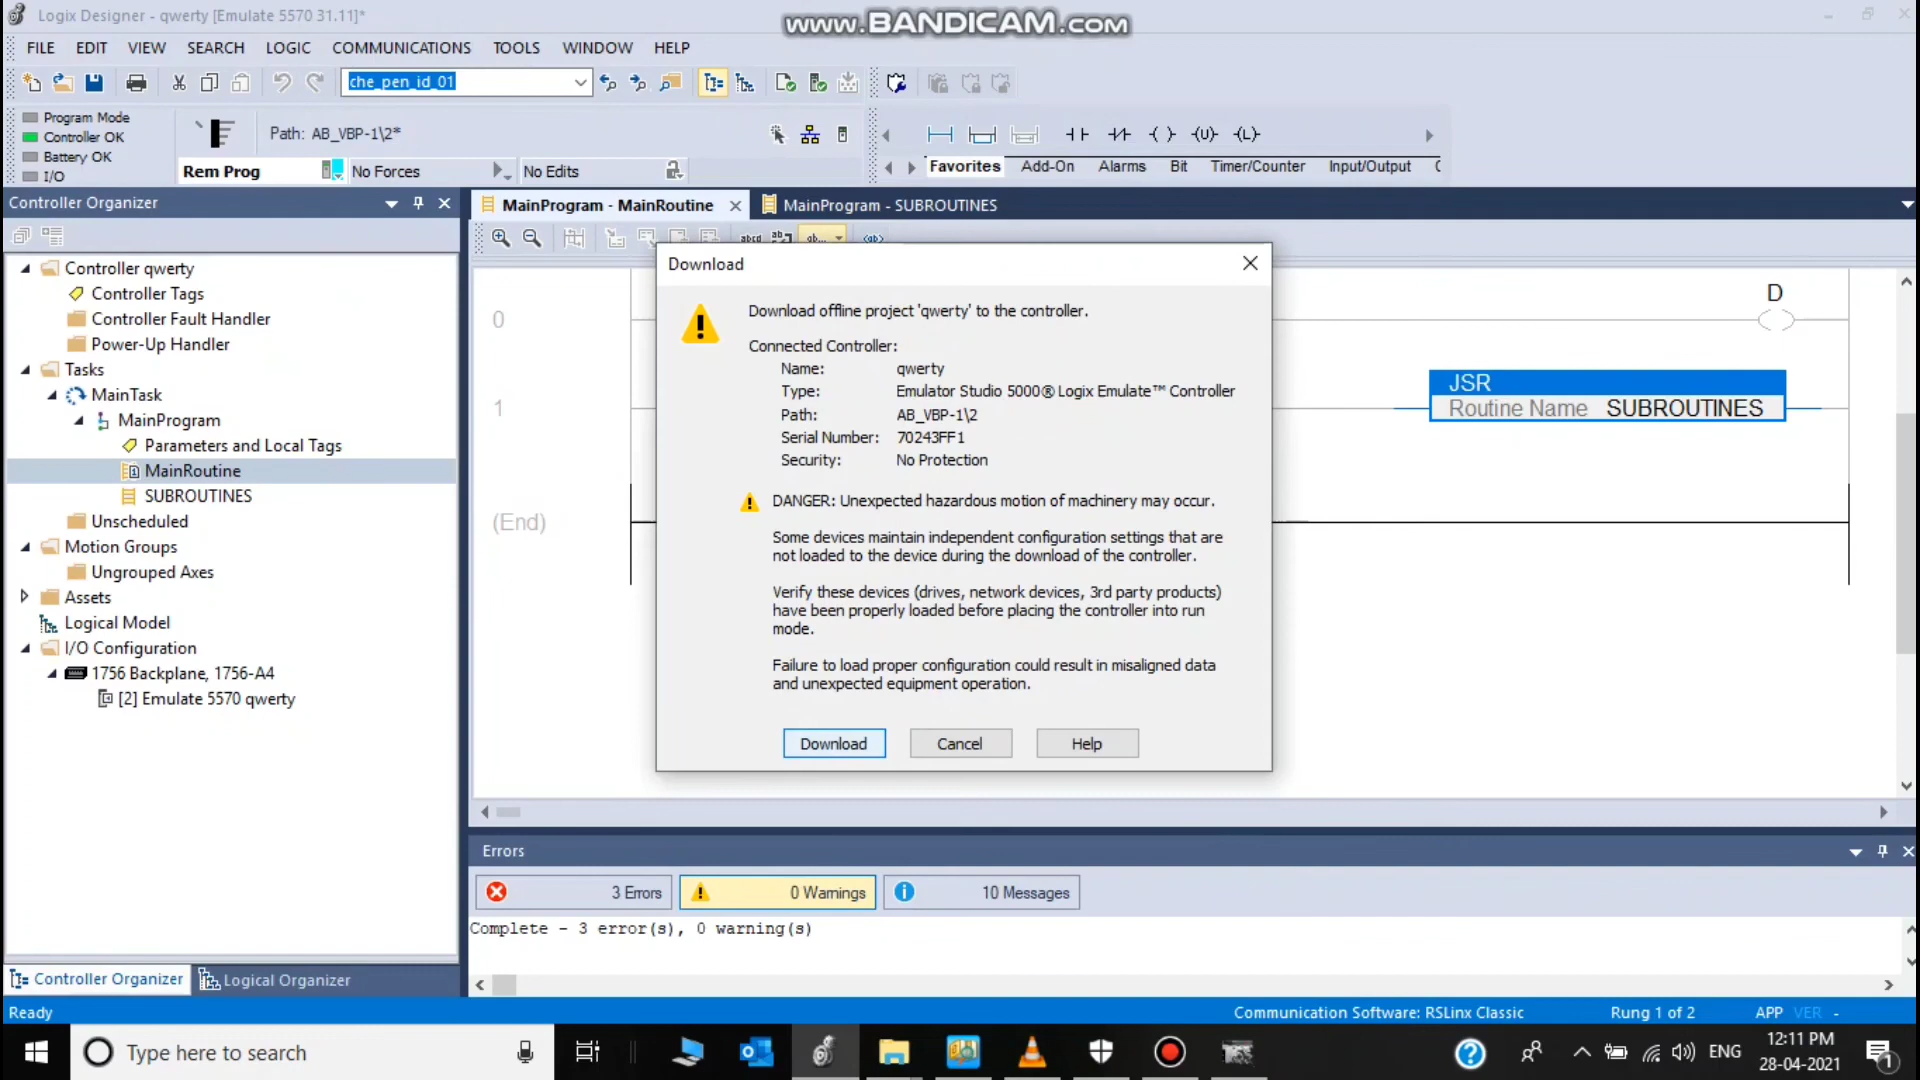 Logix Designer - qwerty [Emulate 5570 31.11]*
www.BANDICAM.com
FILE EDIT VIEW SEARCH LOGIC COMMUNICATIONS TOOLS WINDOW HELP
che_pen_id_01
Program Mode
Controller OK
Battery OK
I/O
Path: AB_VBP-1\2*
Rem Prog
No Forces
No Edits
Favorites Add-On Alarms Bit Timer/Counter Input/Output
Controller Organizer
MainProgram - MainRoutine
MainProgram - SUBROUTINES
Controller qwerty
Controller Tags
Controller Fault Handler
Power-Up Handler
Tasks
MainTask
MainProgram
Parameters and Local Tags
MainRoutine
SUBROUTINES
Unscheduled
Motion Groups
Ungrouped Axes
Assets
Logical Model
I/O Configuration
1756 Backplane, 1756-A4
[2] Emulate 5570 qwerty
Controller Organizer
Logical Organizer
0
D
1
JSR
Routine Name SUBROUTINES
(End)
Download
Download offline project 'qwerty' to the controller.
Connected Controller:
Name: qwerty
Type: Emulator Studio 5000® Logix Emulate™ Controller
Path: AB_VBP-1\2
Serial Number: 70243FF1
Security: No Protection
DANGER: Unexpected hazardous motion of machinery may occur.
Some devices maintain independent configuration settings that are
not loaded to the device during the download of the controller.
Verify these devices (drives, network devices, 3rd party products)
have been properly loaded before placing the controller into run
mode.
Failure to load proper configuration could result in misaligned data
and unexpected equipment operation.
Download Cancel Help
Errors
3 Errors
0 Warnings
10 Messages
Complete - 3 error(s), 0 warning(s)
Ready
Communication Software: RSLinx Classic
Rung 1 of 2
APP VER -
Type here to search
ENG
12:11 PM
28-04-2021
1